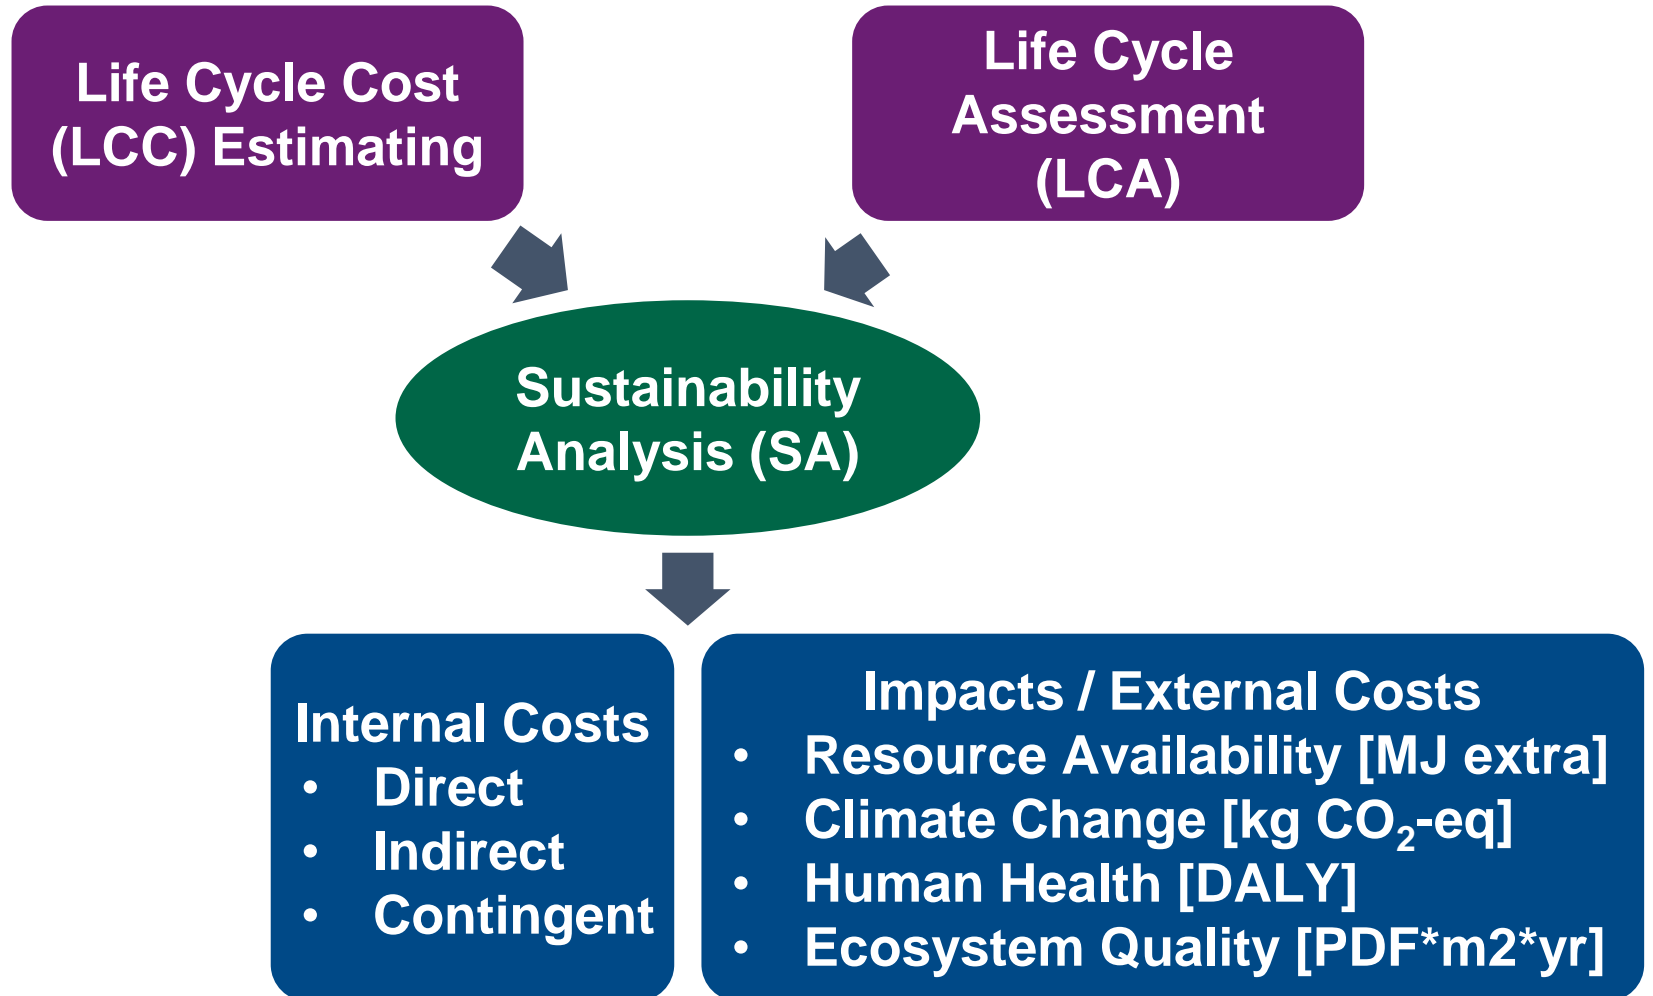 Life Cycle Cost
(LCC) Estimating
Life Cycle
Assessment
(LCA)
Sustainability
Analysis (SA)
Internal Costs
• Direct
• Indirect
• Contingent
Impacts / External Costs
• Resource Availability [MJ extra]
• Climate Change [kg CO₂-eq]
• Human Health [DALY]
• Ecosystem Quality [PDF*m2*yr]